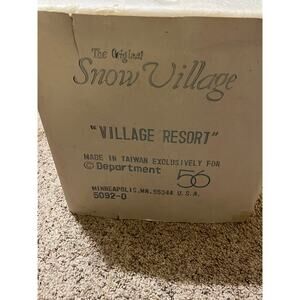 The Original
Snow Village
"VILLAGE RESORT"
MADE IN TAIWAN EXCLUSIVELY FOR
© Department 56
MINNEAPOLIS, MN. 55344 U.S.A.
5092-0